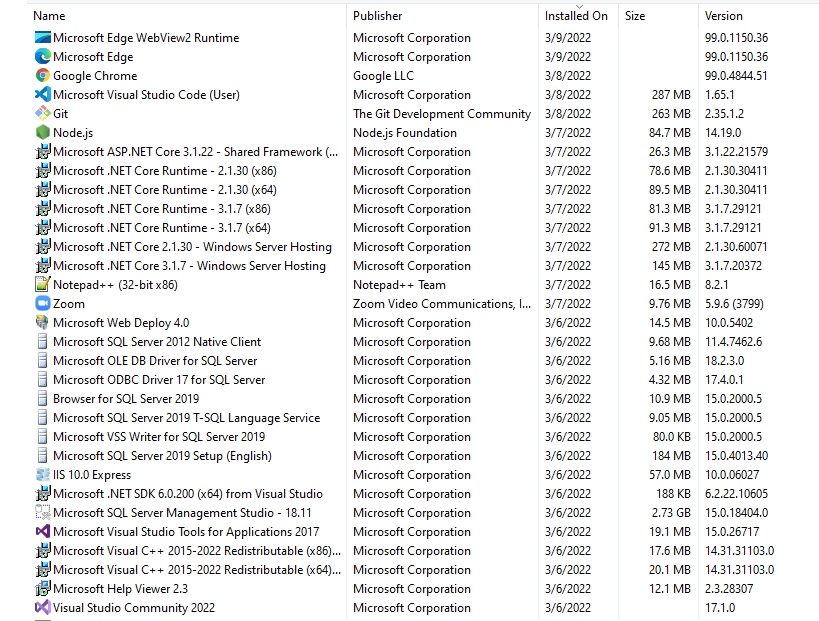 Name Publisher Installed On Size Version
Microsoft Edge WebView2 Runtime Microsoft Corporation 3/9/2022 99.0.1150.36
Microsoft Edge Microsoft Corporation 3/9/2022 99.0.1150.36
Google Chrome Google LLC 3/8/2022 99.0.4844.51
Microsoft Visual Studio Code (User) Microsoft Corporation 3/8/2022 287 MB 1.65.1
Git The Git Development Community 3/8/2022 263 MB 2.35.1.2
Node.js Node.js Foundation 3/7/2022 84.7 MB 14.19.0
Microsoft ASP.NET Core 3.1.22 - Shared Framework (... Microsoft Corporation 3/7/2022 26.3 MB 3.1.22.21579
Microsoft .NET Core Runtime - 2.1.30 (x86) Microsoft Corporation 3/7/2022 78.6 MB 2.1.30.30411
Microsoft .NET Core Runtime - 2.1.30 (x64) Microsoft Corporation 3/7/2022 89.5 MB 2.1.30.30411
Microsoft .NET Core Runtime - 3.1.7 (x86) Microsoft Corporation 3/7/2022 81.3 MB 3.1.7.29121
Microsoft .NET Core Runtime - 3.1.7 (x64) Microsoft Corporation 3/7/2022 91.3 MB 3.1.7.29121
Microsoft .NET Core 2.1.30 - Windows Server Hosting Microsoft Corporation 3/7/2022 272 MB 2.1.30.60071
Microsoft .NET Core 3.1.7 - Windows Server Hosting Microsoft Corporation 3/7/2022 145 MB 3.1.7.20372
Notepad++ (32-bit x86) Notepad++ Team 3/7/2022 16.5 MB 8.2.1
Zoom Zoom Video Communications, I... 3/7/2022 9.76 MB 5.9.6 (3799)
Microsoft Web Deploy 4.0 Microsoft Corporation 3/6/2022 14.5 MB 10.0.5402
Microsoft SQL Server 2012 Native Client Microsoft Corporation 3/6/2022 9.68 MB 11.4.7462.6
Microsoft OLE DB Driver for SQL Server Microsoft Corporation 3/6/2022 5.16 MB 18.2.3.0
Microsoft ODBC Driver 17 for SQL Server Microsoft Corporation 3/6/2022 4.32 MB 17.4.0.1
Browser for SQL Server 2019 Microsoft Corporation 3/6/2022 10.9 MB 15.0.2000.5
Microsoft SQL Server 2019 T-SQL Language Service Microsoft Corporation 3/6/2022 9.05 MB 15.0.2000.5
Microsoft VSS Writer for SQL Server 2019 Microsoft Corporation 3/6/2022 80.0 KB 15.0.2000.5
Microsoft SQL Server 2019 Setup (English) Microsoft Corporation 3/6/2022 184 MB 15.0.4013.40
IIS 10.0 Express Microsoft Corporation 3/6/2022 57.0 MB 10.0.06027
Microsoft .NET SDK 6.0.200 (x64) from Visual Studio Microsoft Corporation 3/6/2022 188 KB 6.2.22.10605
Microsoft SQL Server Management Studio - 18.11 Microsoft Corporation 3/6/2022 2.73 GB 15.0.18404.0
Microsoft Visual Studio Tools for Applications 2017 Microsoft Corporation 3/6/2022 19.1 MB 15.0.26717
Microsoft Visual C++ 2015-2022 Redistributable (x86)... Microsoft Corporation 3/6/2022 17.6 MB 14.31.31103.0
Microsoft Visual C++ 2015-2022 Redistributable (x64)... Microsoft Corporation 3/6/2022 20.1 MB 14.31.31103.0
Microsoft Help Viewer 2.3 Microsoft Corporation 3/6/2022 12.1 MB 2.3.28307
Visual Studio Community 2022 Microsoft Corporation 3/6/2022 17.1.0